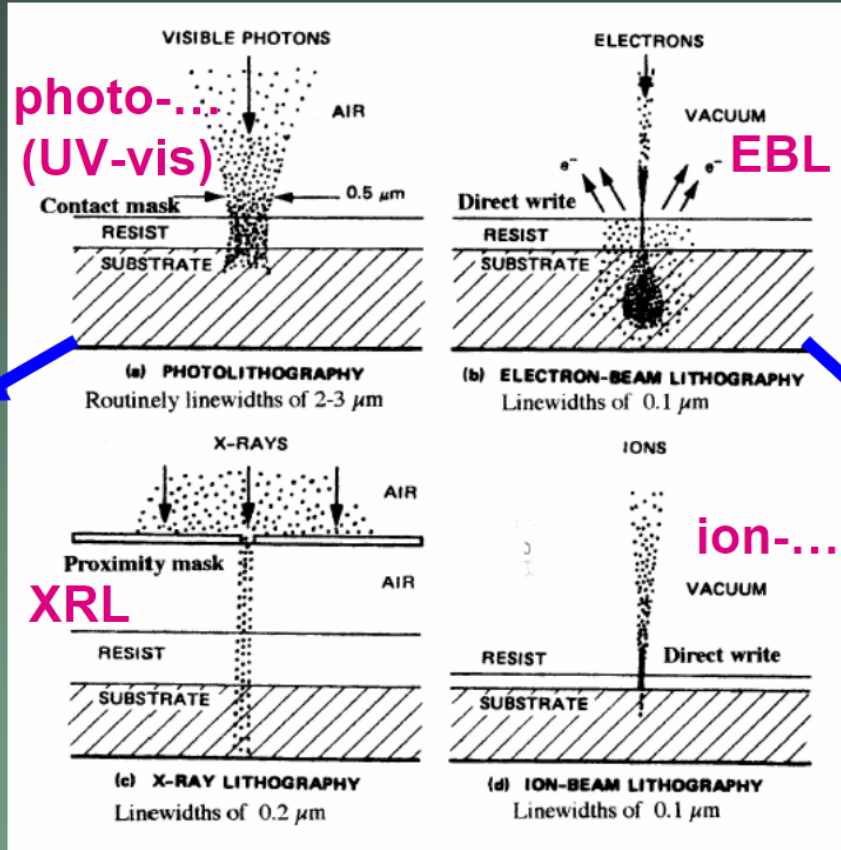 VISIBLE PHOTONS
photo-...
(UV-vis)
AIR
0.5 μm
Contact mask
RESIST
SUBSTRATE
(a) PHOTOLITHOGRAPHY
Routinely linewidths of 2-3 μm
ELECTRONS
VACUUM
EBL
e⁻
e⁻
Direct write
RESIST
SUBSTRATE
(b) ELECTRON-BEAM LITHOGRAPHY
Linewidths of 0.1 μm
X-RAYS
AIR
Proximity mask
AIR
XRL
RESIST
SUBSTRATE
(c) X-RAY LITHOGRAPHY
Linewidths of 0.2 μm
IONS
ion-...
VACUUM
RESIST
Direct write
SUBSTRATE
(d) ION-BEAM LITHOGRAPHY
Linewidths of 0.1 μm